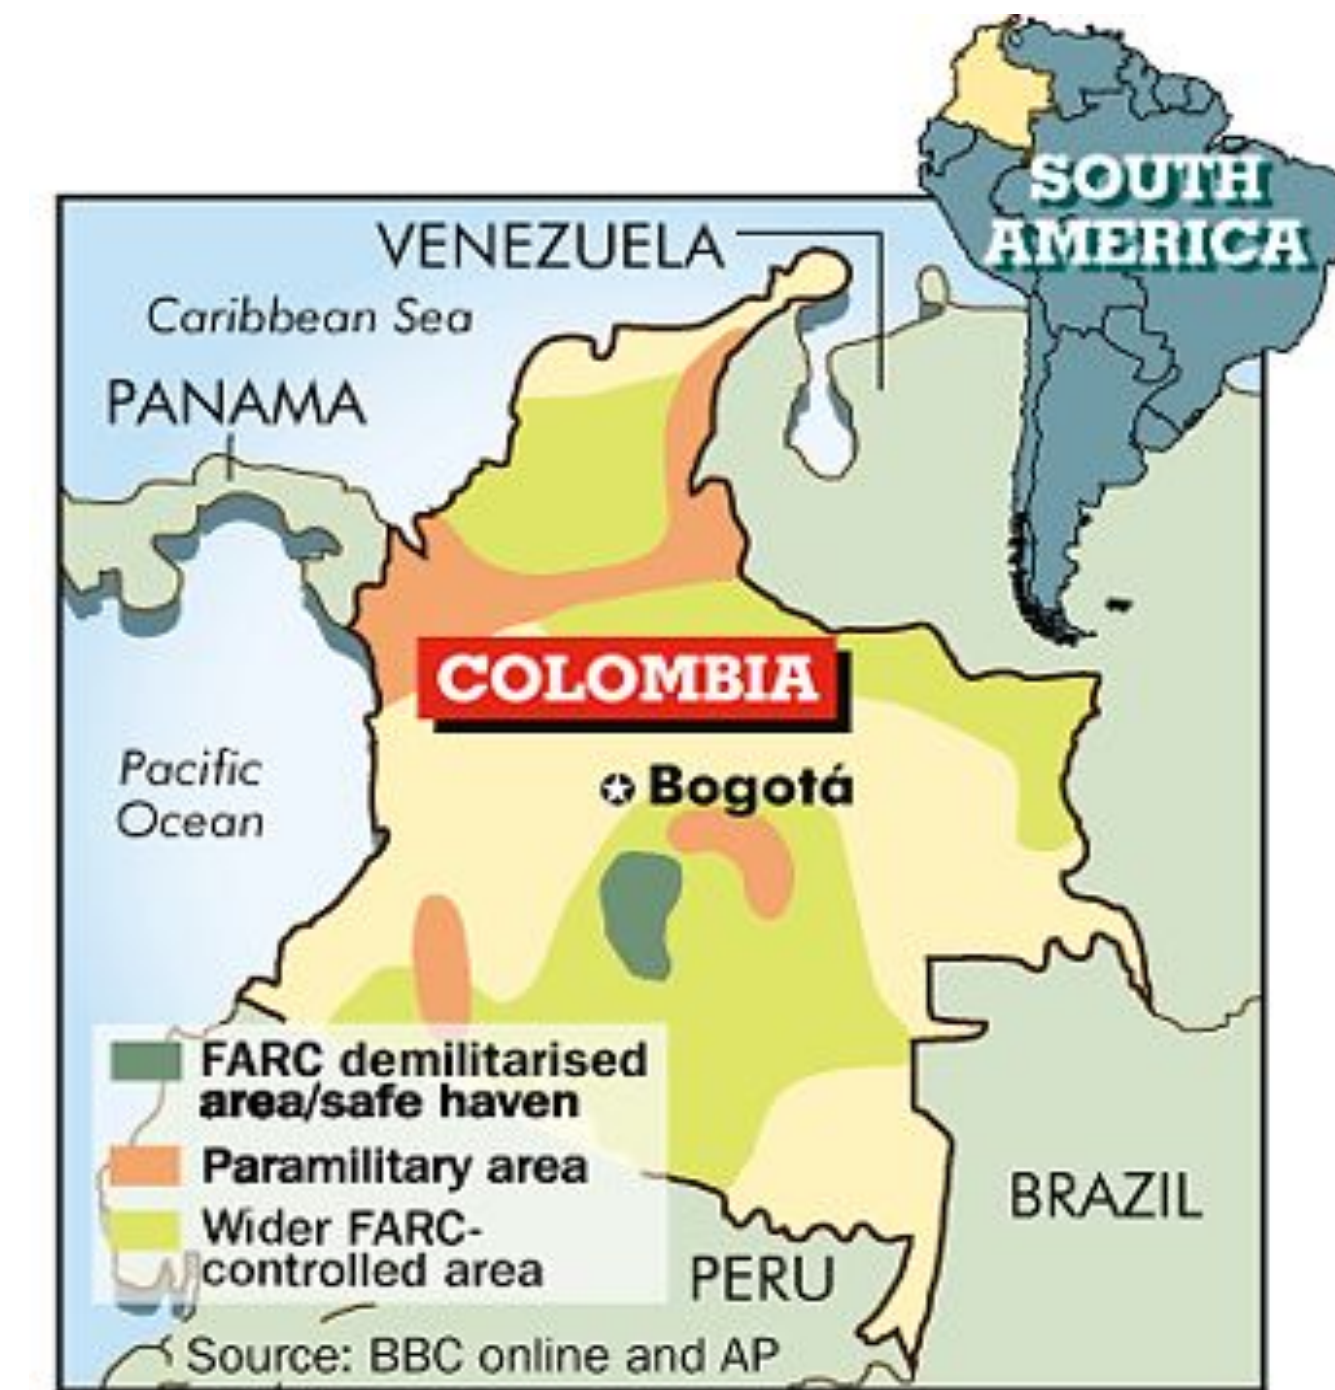 SOUTH
AMERICA
VENEZUELA
Caribbean Sea
PANAMA
COLOMBIA
Pacific
Ocean
Bogotá
FARC demilitarised
area/safe haven
Paramilitary area
Wider FARC-
controlled area
BRAZIL
PERU
Source: BBC online and AP